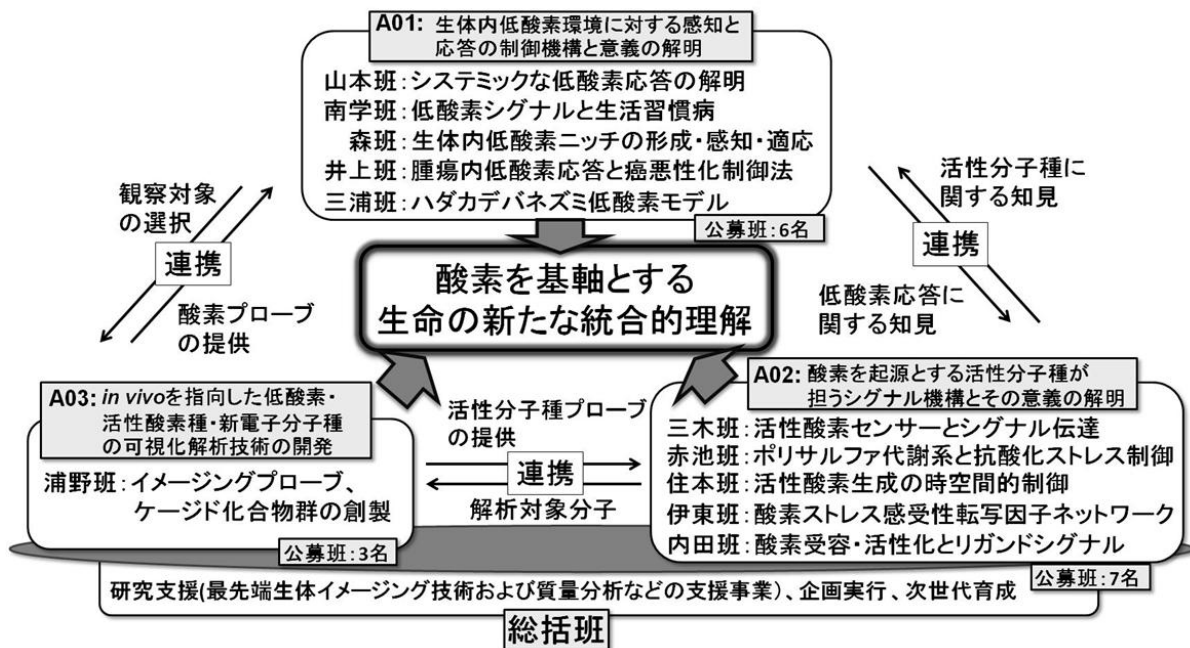 A01: 生体内低酸素環境に対する感知と
応答の制御機構と意義の解明
山本班:システミックな低酸素応答の解明
南学班:低酸素シグナルと生活習慣病
森班:生体内低酸素ニッチの形成・感知・適応
井上班:腫瘍内低酸素応答と癌悪性化制御法
三浦班:ハダカデバネズミ低酸素モデル
公募班:6名
観察対象
の選択
連携
酸素プローブ
の提供
活性分子種に
関する知見
連携
低酸素応答に
関する知見
酸素を基軸とする
生命の新たな統合的理解
A03: in vivoを指向した低酸素・
活性酸素種・新電子分子種
の可視化解析技術の開発
浦野班:イメージングプローブ、
ケージド化合物群の創製
公募班:3名
活性分子種プローブ
の提供
連携
解析対象分子
A02: 酸素を起源とする活性分子種が
担うシグナル機構とその意義の解明
三木班:活性酸素センサーとシグナル伝達
赤池班:ポリサルファ代謝系と抗酸化ストレス制御
住本班:活性酸素生成の時空間的制御
伊東班:酸素ストレス感受性転写因子ネットワーク
内田班:酸素受容・活性化とリガンドシグナル
公募班:7名
研究支援(最先端生体イメージング技術および質量分析などの支援事業)、企画実行、次世代育成
総括班